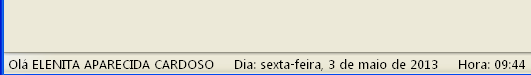 Olá ELENITA APARECIDA CARDOSO Dia: sexta-feira, 3 de maio de 2013 Hora: 09:44